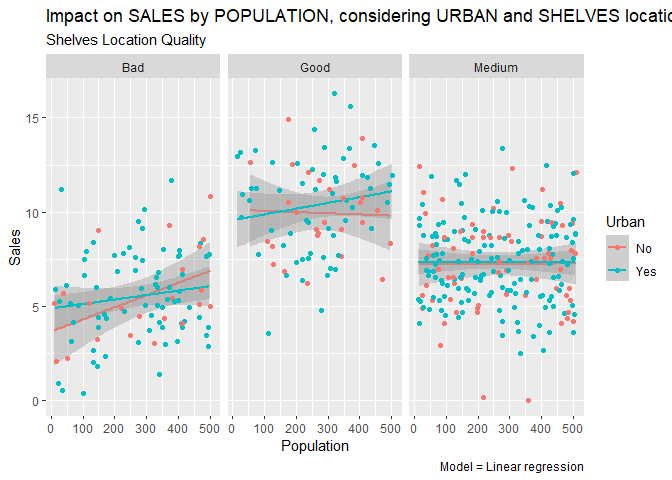 Impact on SALES by POPULATION, considering URBAN and SHELVES locatio
Shelves Location Quality
Bad Good Medium
15
10
5
0
Sales
0 100 200 300 400 500 0 100 200 300 400 500 0 100 200 300 400 500
Population
Urban
No
Yes
Model = Linear regression